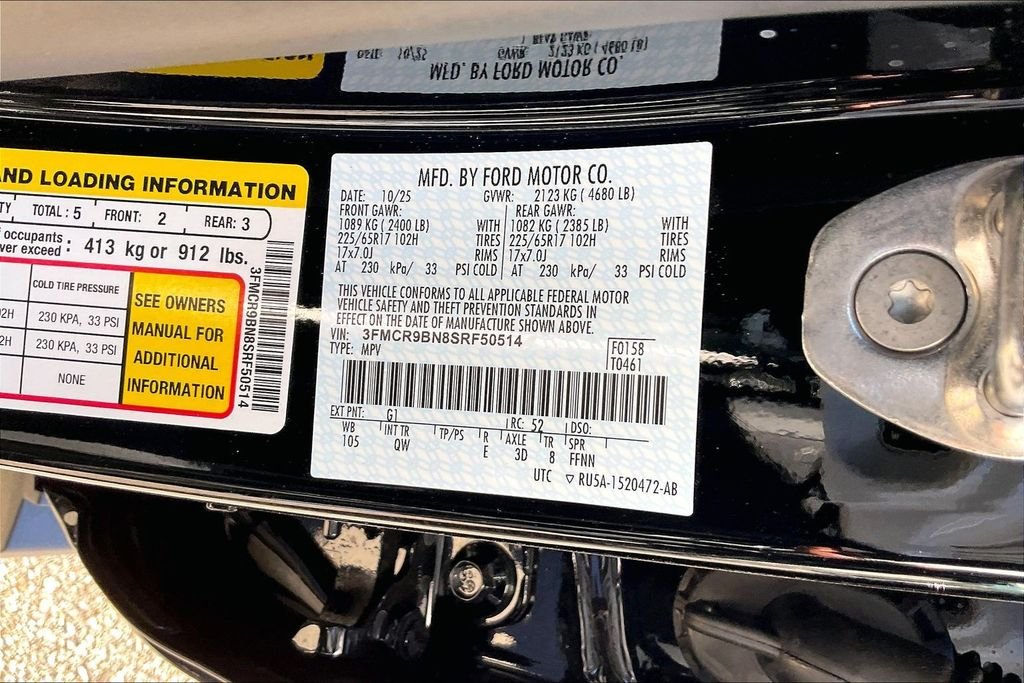 MFD. BY FORD MOTOR CO.
ND LOADING INFORMATION
TY TOTAL: 5 FRONT: 2 REAR: 3
f occupants
ver exceed : 413 kg or 912 lbs.
COLD TIRE PRESSURE
02H 230 KPA, 33 PSI
2H 230 KPA, 33 PSI
NONE
SEE OWNERS
MANUAL FOR
ADDITIONAL
INFORMATION
3FMCR9BN8SRF50514
MFD. BY FORD MOTOR CO.
DATE: 10/25 GVWR: 2123 KG ( 4680 LB)
FRONT GAWR: REAR GAWR:
1089 KG ( 2400 LB) WITH 1082 KG ( 2385 LB) WITH
225/65R17 102H TIRES 225/65R17 102H TIRES
17x7.0J RIMS 17x7.0J RIMS
AT 230 kPa/ 33 PSI COLD AT 230 kPa/ 33 PSI COLD
THIS VEHICLE CONFORMS TO ALL APPLICABLE FEDERAL MOTOR
VEHICLE SAFETY AND THEFT PREVENTION STANDARDS IN
EFFECT ON THE DATE OF MANUFACTURE SHOWN ABOVE.
VIN: 3FMCR9BN8SRF50514
TYPE: MPV
F0158
T0461
EXT PNT: G1 RC: 52 DSO:
WB INT TR TP/PS R AXLE TR SPR
105 QW E 3D 8 FFNN
UTC ▽ RU5A-1520472-AB